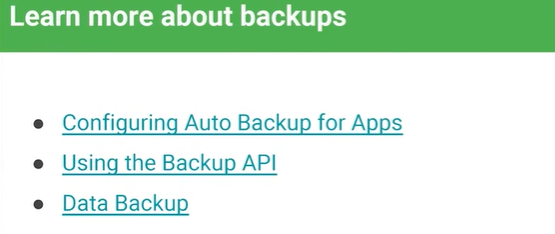 Learn more about backups
Configuring Auto Backup for Apps
Using the Backup API
Data Backup